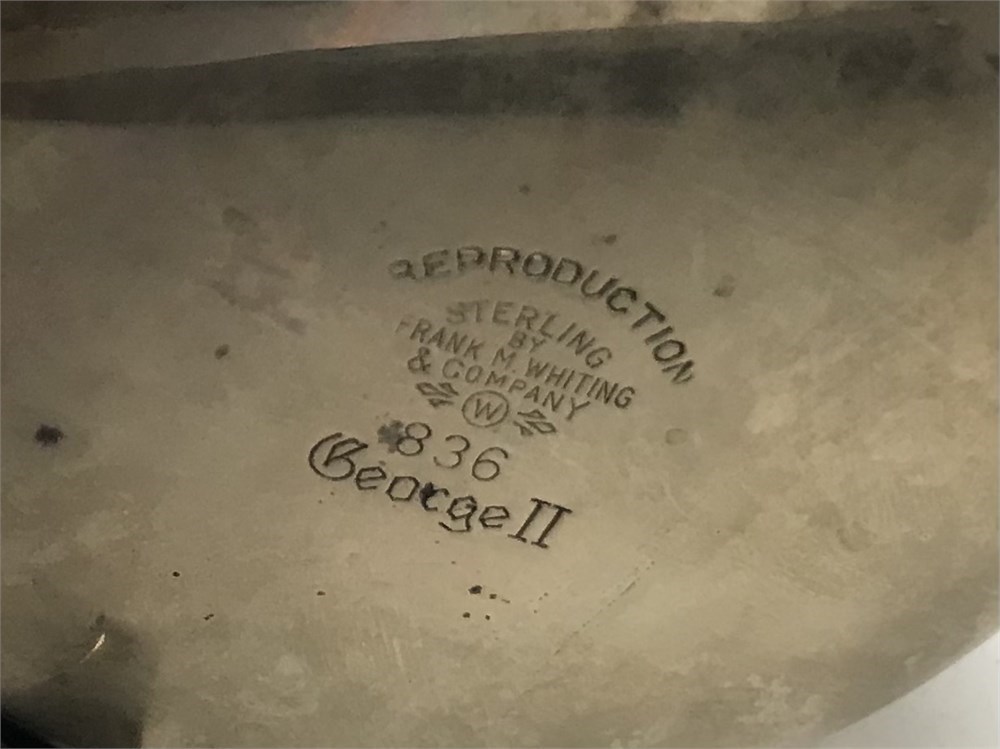 REPRODUCTION
STERLING
BY
FRANK M. WHITING
& COMPANY
W
836
George II